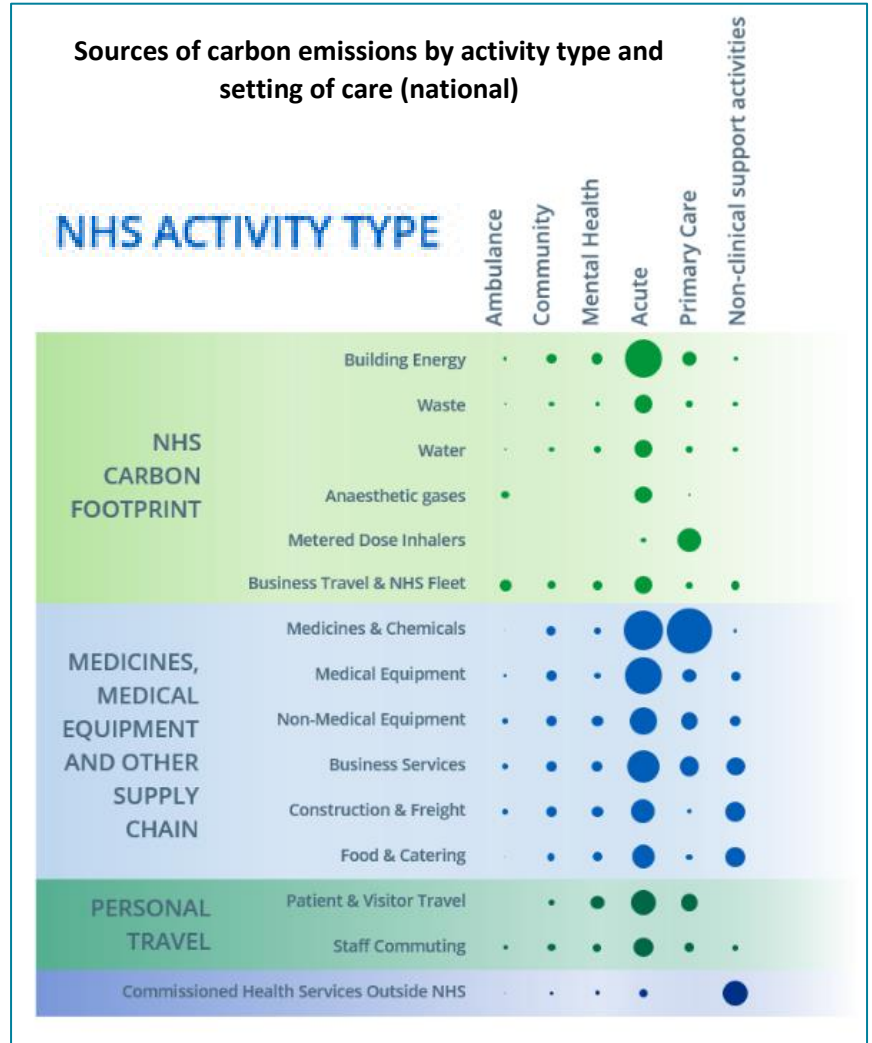 Sources of carbon emissions by activity type and
setting of care (national)
NHS ACTIVITY TYPE
Ambulance
Community
Mental Health
Acute
Primary Care
Non-clinical support activities
NHS
CARBON
FOOTPRINT
Building Energy
Waste
Water
Anaesthetic gases
Metered Dose Inhalers
Business Travel & NHS Fleet
MEDICINES,
MEDICAL
EQUIPMENT
AND OTHER
SUPPLY
CHAIN
Medicines & Chemicals
Medical Equipment
Non-Medical Equipment
Business Services
Construction & Freight
Food & Catering
PERSONAL
TRAVEL
Patient & Visitor Travel
Staff Commuting
Commissioned Health Services Outside NHS